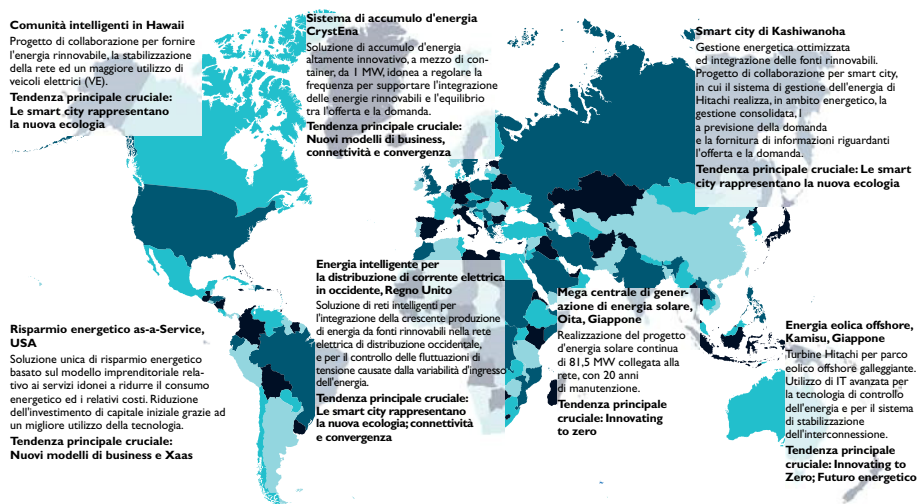 Comunità intelligenti in Hawaii
Progetto di collaborazione per fornire
l'energia rinnovabile, la stabilizzazione
della rete ed un maggiore utilizzo di
veicoli elettrici (VE).
Tendenza principale cruciale:
Le smart city rappresentano
la nuova ecologia
Sistema di accumulo d'energia
CrystEna
Soluzione di accumulo d'energia
altamente innovativo, a mezzo di con-
tainer, da 1 MW, idonea a regolare la
frequenza per supportare l'integrazione
delle energie rinnovabili e l'equilibrio
tra l'offerta e la domanda.
Tendenza principale cruciale:
Nuovi modelli di business,
connettività e convergenza
Smart city di Kashiwanoha
Gestione energetica ottimizzata
ed integrazione delle fonti rinnovabili.
Progetto di collaborazione per smart city,
in cui il sistema di gestione dell'energia di
Hitachi realizza, in ambito energetico, la
gestione consolidata, l
a previsione della domanda
e la fornitura di informazioni riguardanti
l'offerta e la domanda.
Tendenza principale cruciale: Le smart
city rappresentano la nuova ecologia
Risparmio energetico as-a-Service,
USA
Soluzione unica di risparmio energetico
basato sul modello imprenditoriale rela-
tivo ai servizi idonei a ridurre il consumo
energetico ed i relativi costi. Riduzione
dell'investimento di capitale iniziale grazie ad
un migliore utilizzo della tecnologia.
Tendenza principale cruciale:
Nuovi modelli di business e Xaas
Energia intelligente per
la distribuzione di corrente elettrica
in occidente, Regno Unito
Soluzione di reti intelligenti per
l'integrazione della crescente produzione
di energia da fonti rinnovabili nella rete
elettrica di distribuzione occidentale,
e per il controllo delle fluttuazioni di
tensione causate dalla variabilità d'ingresso
dell'energia.
Tendenza principale cruciale:
Le smart city rappresentano
la nuova ecologia; connettività
e convergenza
Mega centrale di gener-
azione di energia solare,
Oita, Giappone
Realizzazione del progetto
d'energia solare continua
di 81,5 MW collegata alla
rete, con 20 anni
di manutenzione.
Tendenza principale
cruciale: Innovating
to zero
Energia eolica offshore,
Kamisu, Giappone
Turbine Hitachi per parco
eolico offshore galleggiante.
Utilizzo di IT avanzata per
la tecnologia di controllo
dell'energia e per il sistema
di stabilizzazione
dell'interconnessione.
Tendenza principale
cruciale: Innovating to
Zero; Futuro energetico